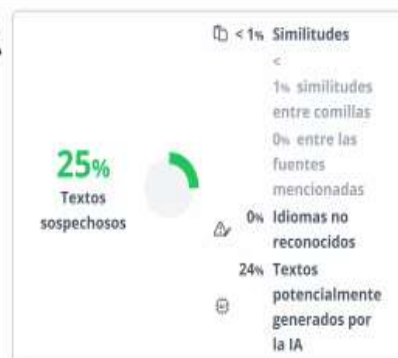 25%
Textos
sospechosos
< 1% Similitudes
<
1% similitudes
entre comillas
0% entre las
fuentes
mencionadas
0% Idiomas no
reconocidos
24% Textos
potencialmente
generados por
la IA